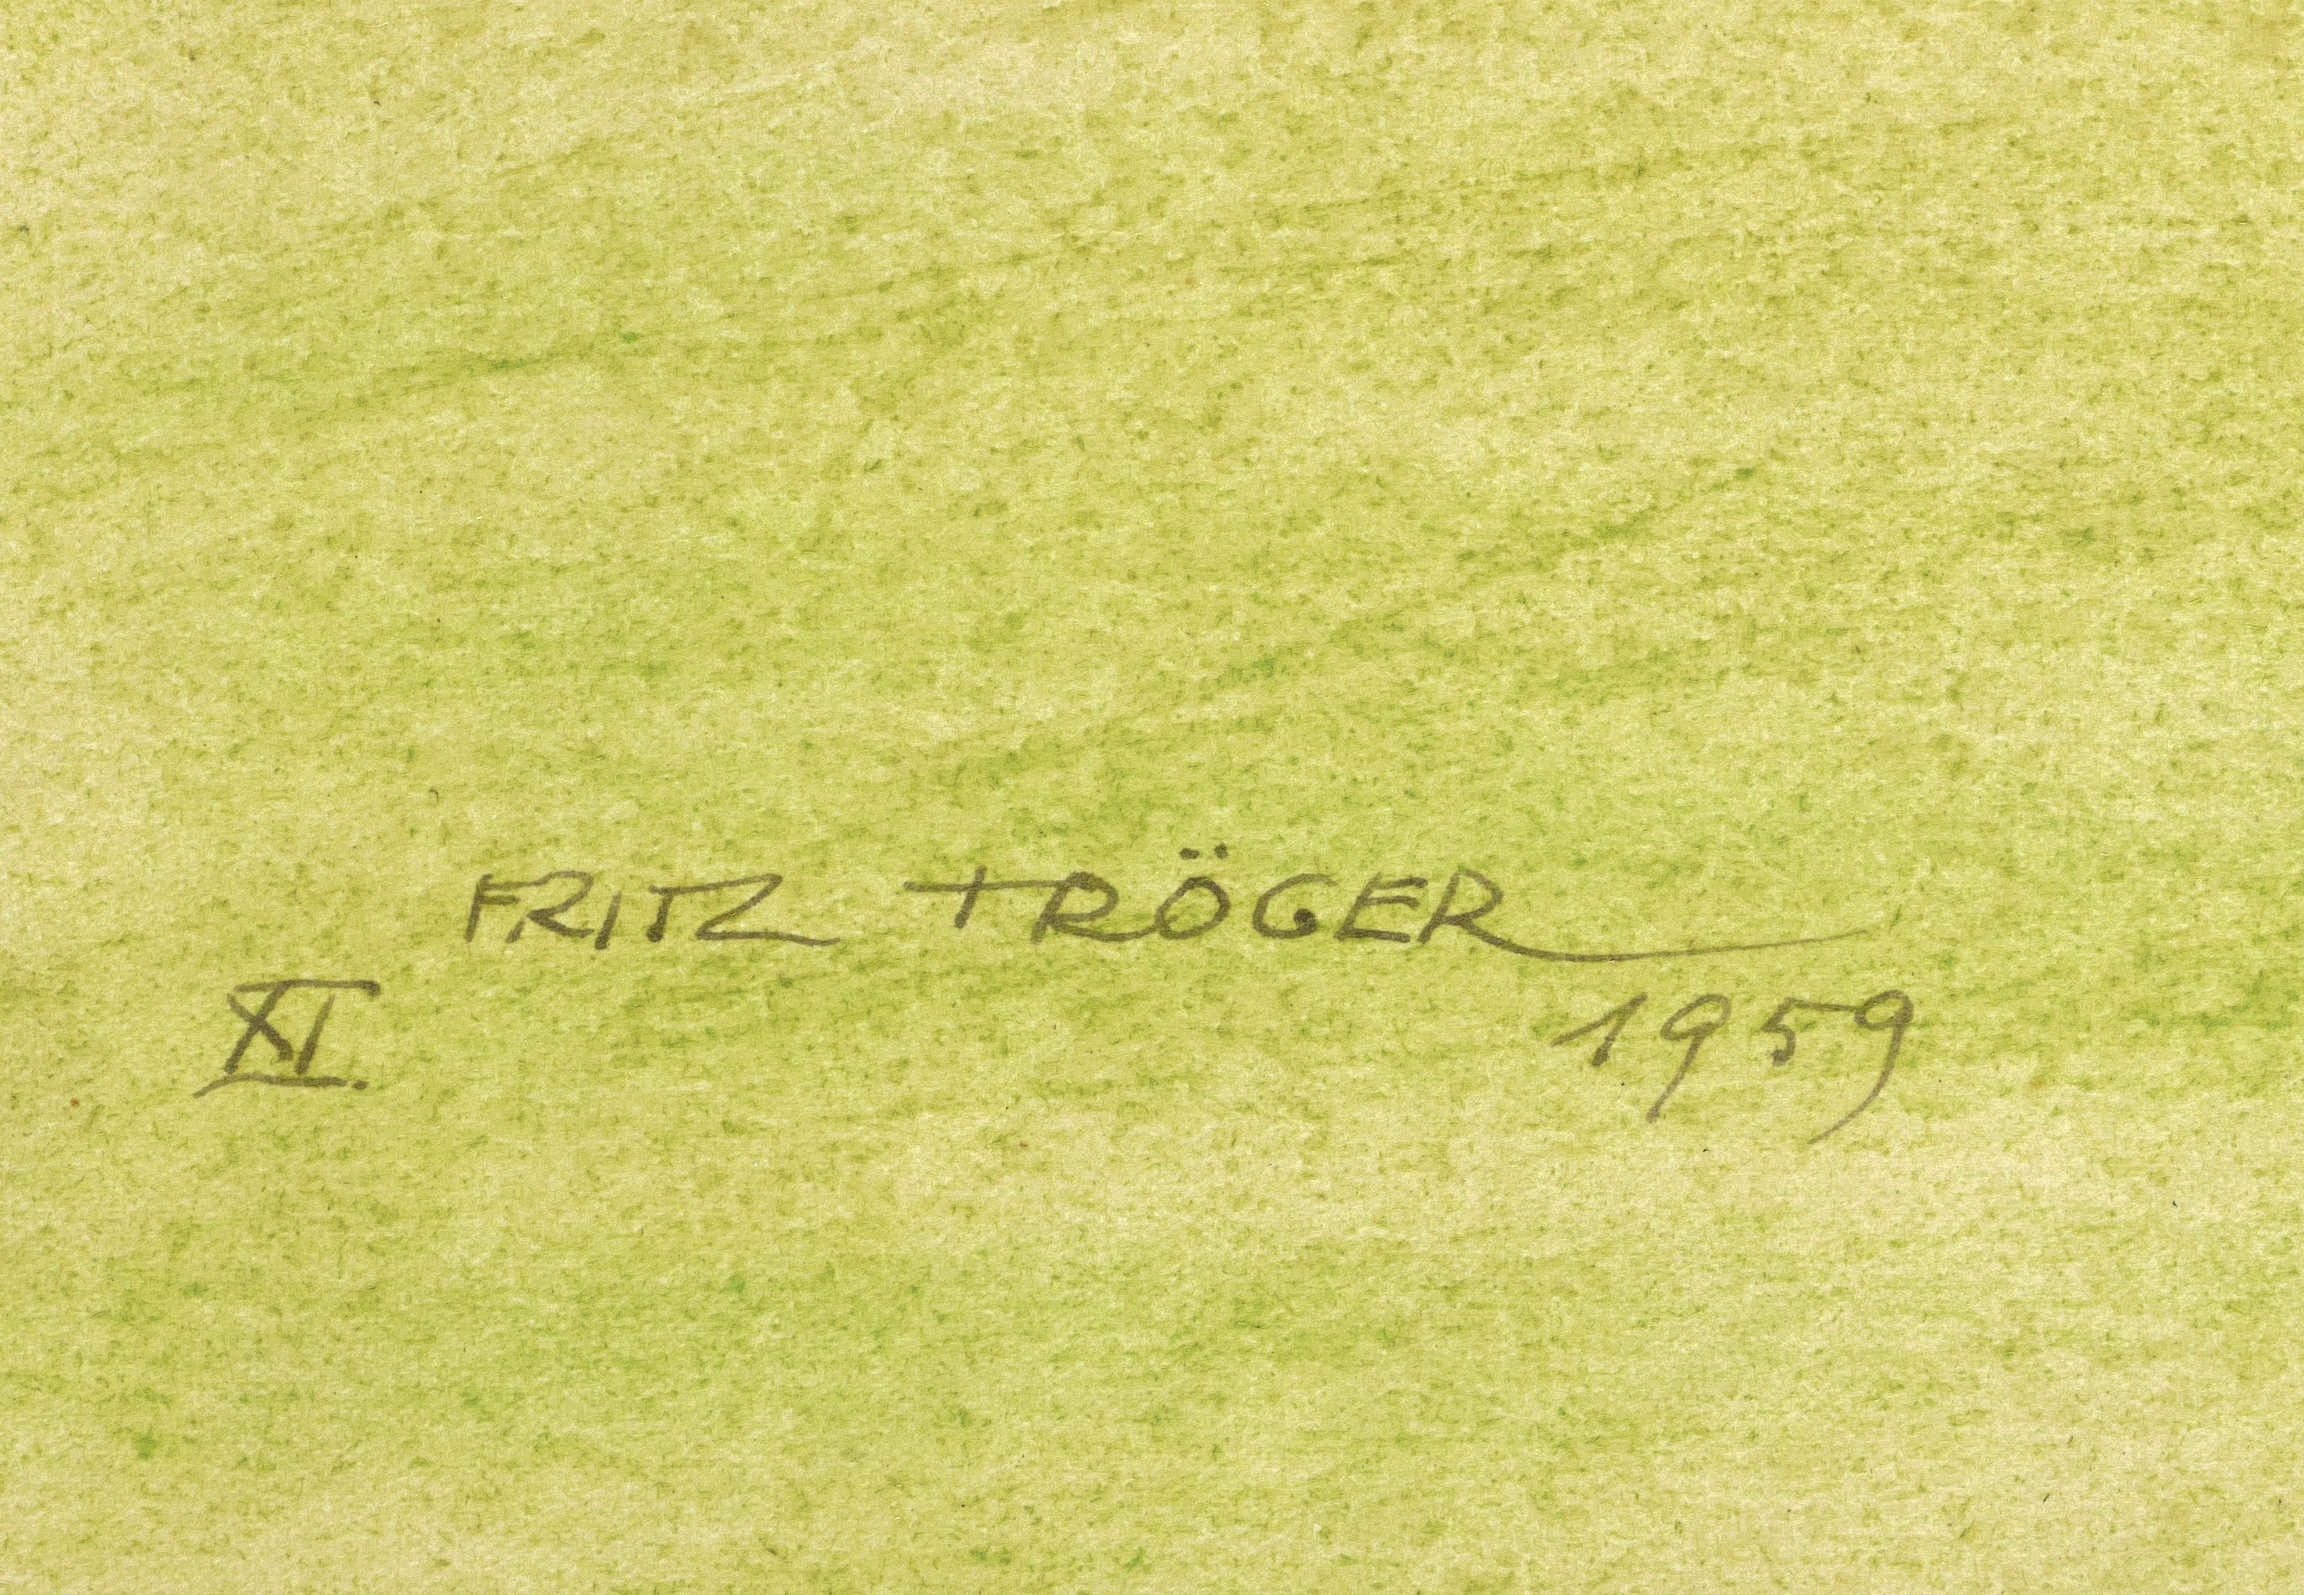 FRITZ TRÖGER
XI. 1959